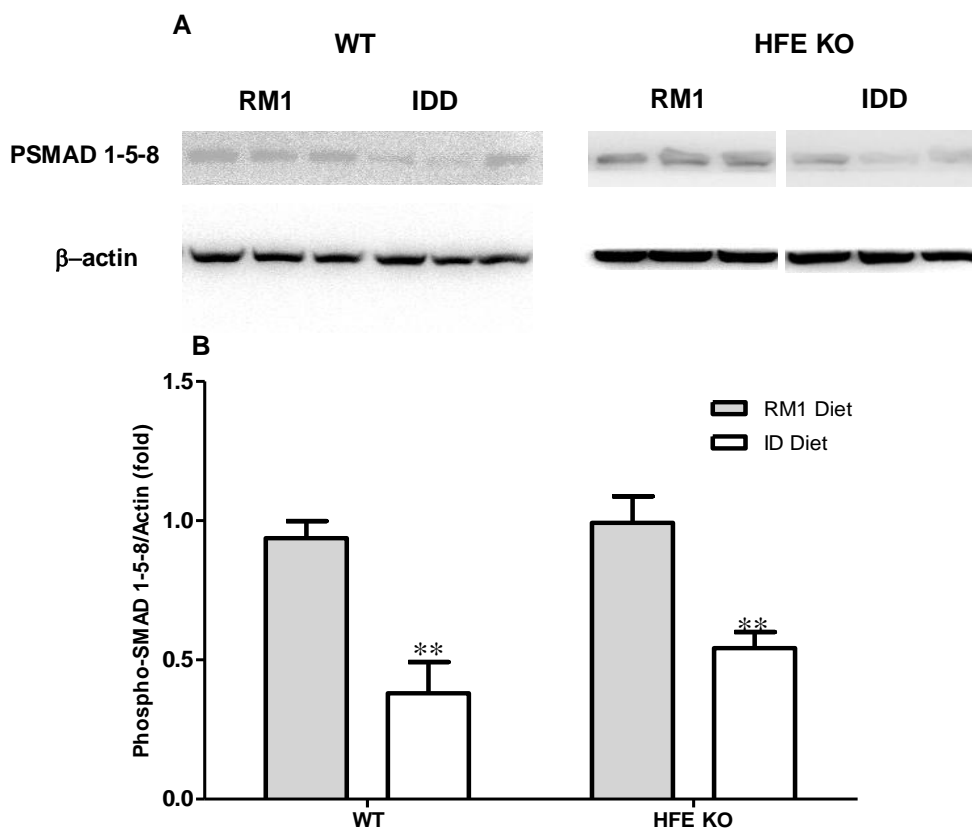 A
WT
HFE KO
RM1
IDD
RM1
IDD
PSMAD 1-5-8
β–actin
B
Phospho-SMAD 1-5-8/Actin (fold)
1.5
1.0
0.5
0.0
RM1 Diet
ID Diet
**
**
WT
HFE KO